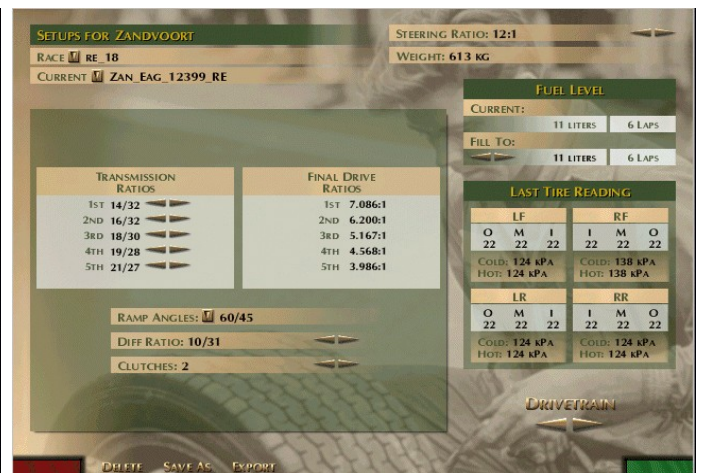 SETUPS FOR ZANDVOORT
STEERING RATIO: 12:1
RACE RE_18
WEIGHT: 613 KG
CURRENT ZAN_EAG_12399_RE
FUEL LEVEL
CURRENT:
11 LITERS 6 LAPS
FILL TO:
11 LITERS 6 LAPS
TRANSMISSION RATIOS
1ST 14/32
2ND 16/32
3RD 18/30
4TH 19/28
5TH 21/27
FINAL DRIVE RATIOS
1ST 7.086:1
2ND 6.200:1
3RD 5.167:1
4TH 4.568:1
5TH 3.986:1
RAMP ANGLES: 60/45
DIFF RATIO: 10/31
CLUTCHES: 2
LAST TIRE READING
LF RF
O M I I M O
22 22 22 22 22 22
COLD: 124 KPA COLD: 138 KPA
HOT: 124 KPA HOT: 138 KPA
LR RR
O M I I M O
22 22 22 22 22 22
COLD: 124 KPA COLD: 124 KPA
HOT: 124 KPA HOT: 124 KPA
DRIVETRAIN
DELETE SAVE AS EXPORT